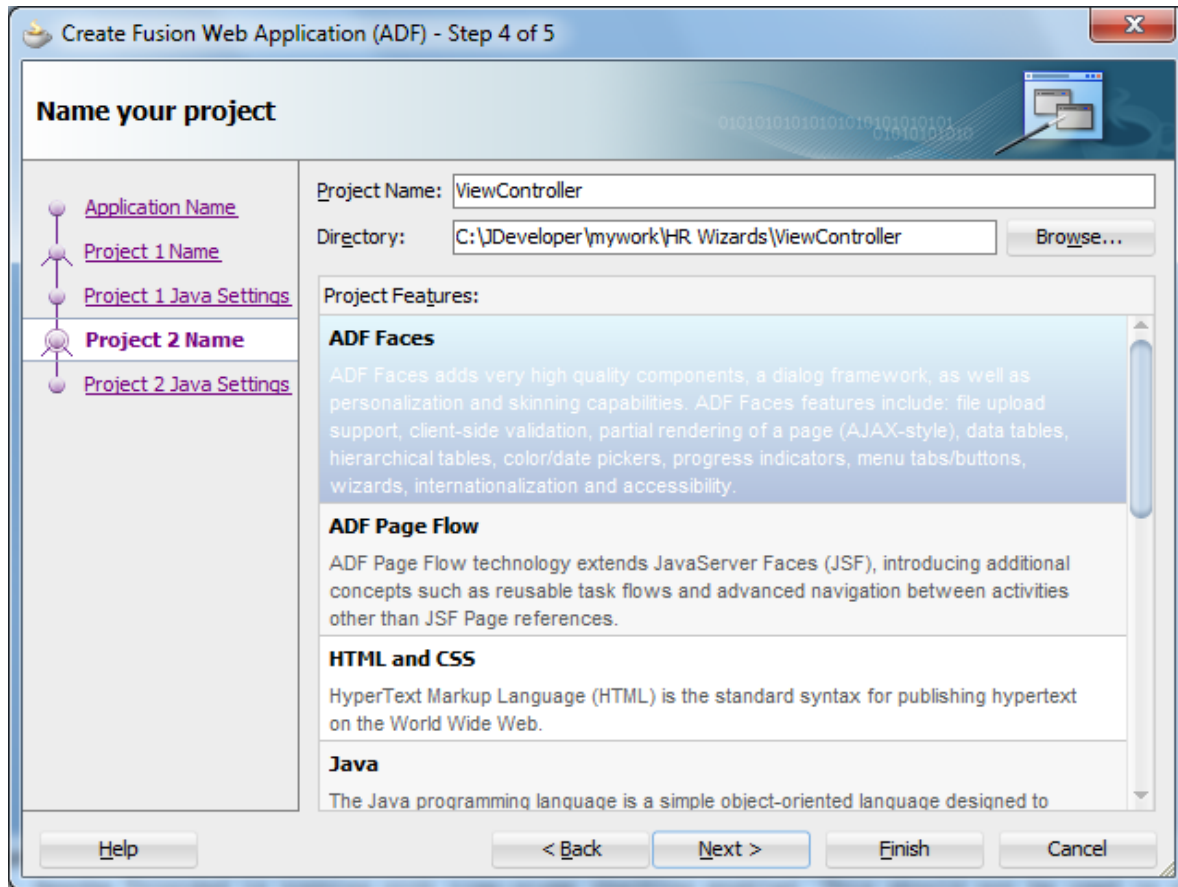 Create Fusion Web Application (ADF) - Step 4 of 5
Name your project
Application Name
Project 1 Name
Project 1 Java Settings
Project 2 Name
Project 2 Java Settings
Project Name: ViewController
Directory: C:\JDeveloper\mywork\HR Wizards\ViewController Browse...
Project Features:
ADF Faces
ADF Faces adds very high quality components, a dialog framework, as well as
personalization and skinning capabilities. ADF Faces features include: file upload
support, client-side validation, partial rendering of a page (AJAX-style), data tables,
hierarchical tables, color/date pickers, progress indicators, menu tabs/buttons,
wizards, internationalization and accessibility.
ADF Page Flow
ADF Page Flow technology extends JavaServer Faces (JSF), introducing additional
concepts such as reusable task flows and advanced navigation between activities
other than JSF Page references.
HTML and CSS
HyperText Markup Language (HTML) is the standard syntax for publishing hypertext
on the World Wide Web.
Java
The Java programming language is a simple object-oriented language designed to
Help < Back Next > Finish Cancel